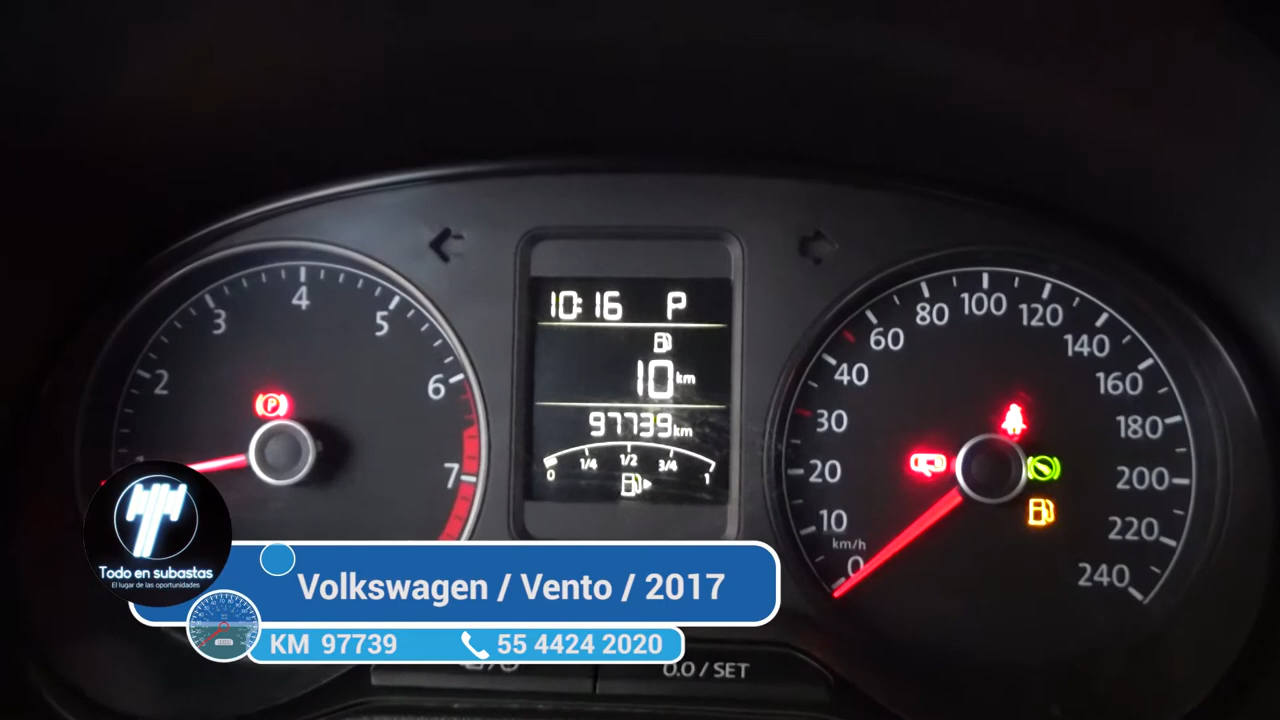 10:16 P
10 km
97739 km
0 1/4 1/2 3/4 1
2
3
4
5
6
7
P
0
10
20
30
40
60
80
100
120
140
160
180
200
220
240
km/h
Todo en subastas
El lugar de las oportunidades
Volkswagen / Vento / 2017
KM 97739
55 4424 2020
0.0 / SET